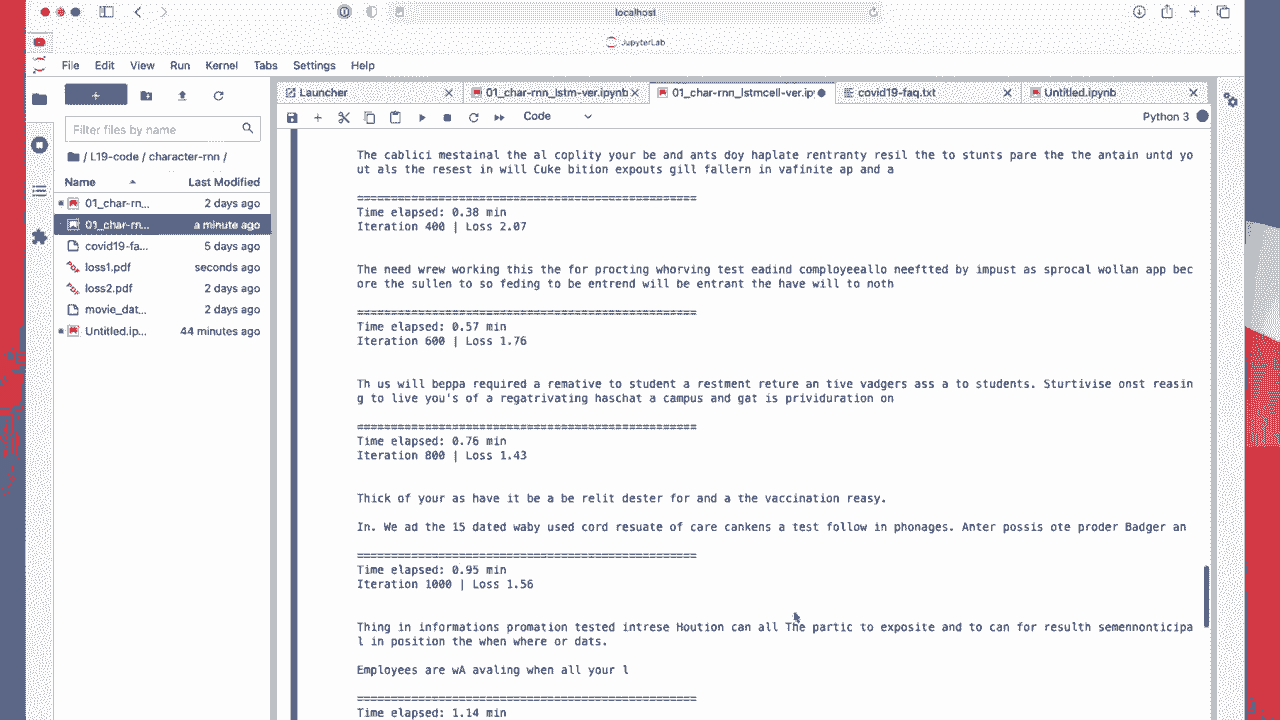 localhost
JupyterLab
File Edit View Run Kernel Tabs Settings Help
Launcher
01_char-rnn_lstm-ver.ipynb
01_char-rnn_lstmcell-ver.ip
covid19-faq.txt
Untitled.ipynb
Code
Python 3
Filter files by name
/ L19-code / character-rnn /
Name Last Modified
01_char-rn... 2 days ago
01_char-rn... a minute ago
covid19-fa... 5 days ago
loss1.pdf seconds ago
loss2.pdf 2 days ago
movie_dat... 2 days ago
Untitled.ip... 44 minutes ago
The cablici mestainal the al coplity your be and ants doy haplate rentranty resil the to stunts pare the the antain untd yo
ut als the resest in will Cuke bition expouts gill fallern in vafinite ap and a
==================================================
Time elapsed: 0.38 min
Iteration 400 | Loss 2.07
The need wrew working this the for procting whorving test eadind comployeeallo neeftted by impust as sprocal wollan app bec
ore the sullen to so feding to be entrend will be entrant the have will to noth
==================================================
Time elapsed: 0.57 min
Iteration 600 | Loss 1.76
Th us will beppa required a remative to student a restment reture an tive vadgers ass a to students. Sturtivise onst reasin
g to live you's of a regatrivating haschat a campus and gat is prividuration on
==================================================
Time elapsed: 0.76 min
Iteration 800 | Loss 1.43
Thick of your as have it be a be relit dester for and a the vaccination reasy.
In. We ad the 15 dated waby used cord resuate of care cankens a test follow in phonages. Anter possis ote proder Badger an
==================================================
Time elapsed: 0.95 min
Iteration 1000 | Loss 1.56
Thing in informations promation tested intrese Hoution can all The partic to exposite and to can for resulth semennonticipa
l in position the when where or dats.
Employees are wA avaling when all your l
==================================================
Time elapsed: 1.14 min